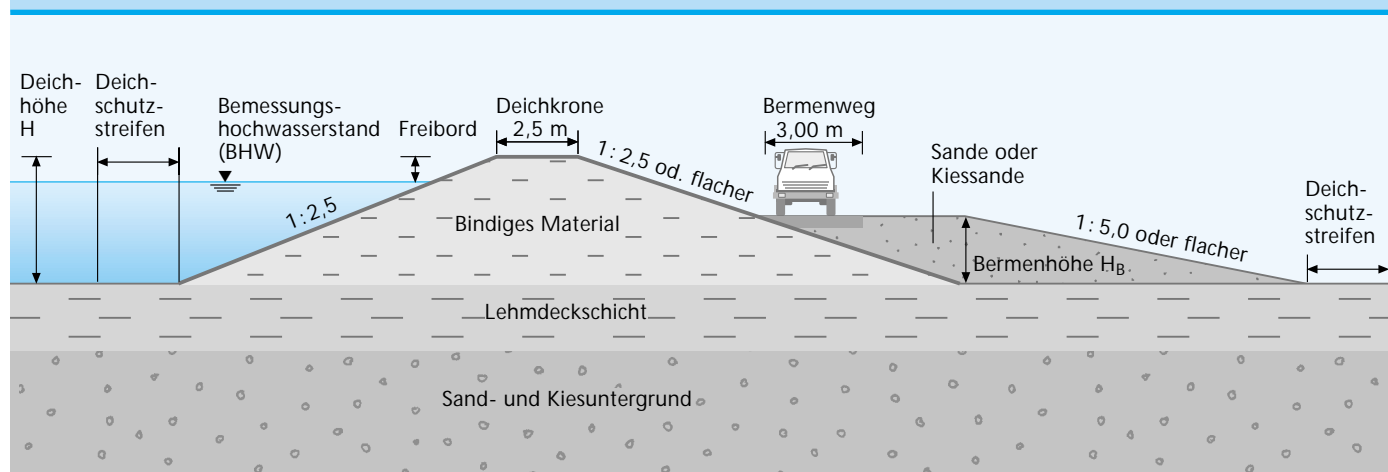 Deich-
höhe
H
Deich-
schutz-
streifen
Bemessungs-
hochwasserstand
(BHW)
Freibord
Deichkrone
2,5 m
1:2,5 od. flacher
Bermenweg
3,00 m
Sande oder
Kiessande
1:5,0 oder flacher
Deich-
schutz-
streifen
1:2,5
Bindiges Material
Bermenhöhe HB
Lehmdeckschicht
Sand- und Kiesuntergrund